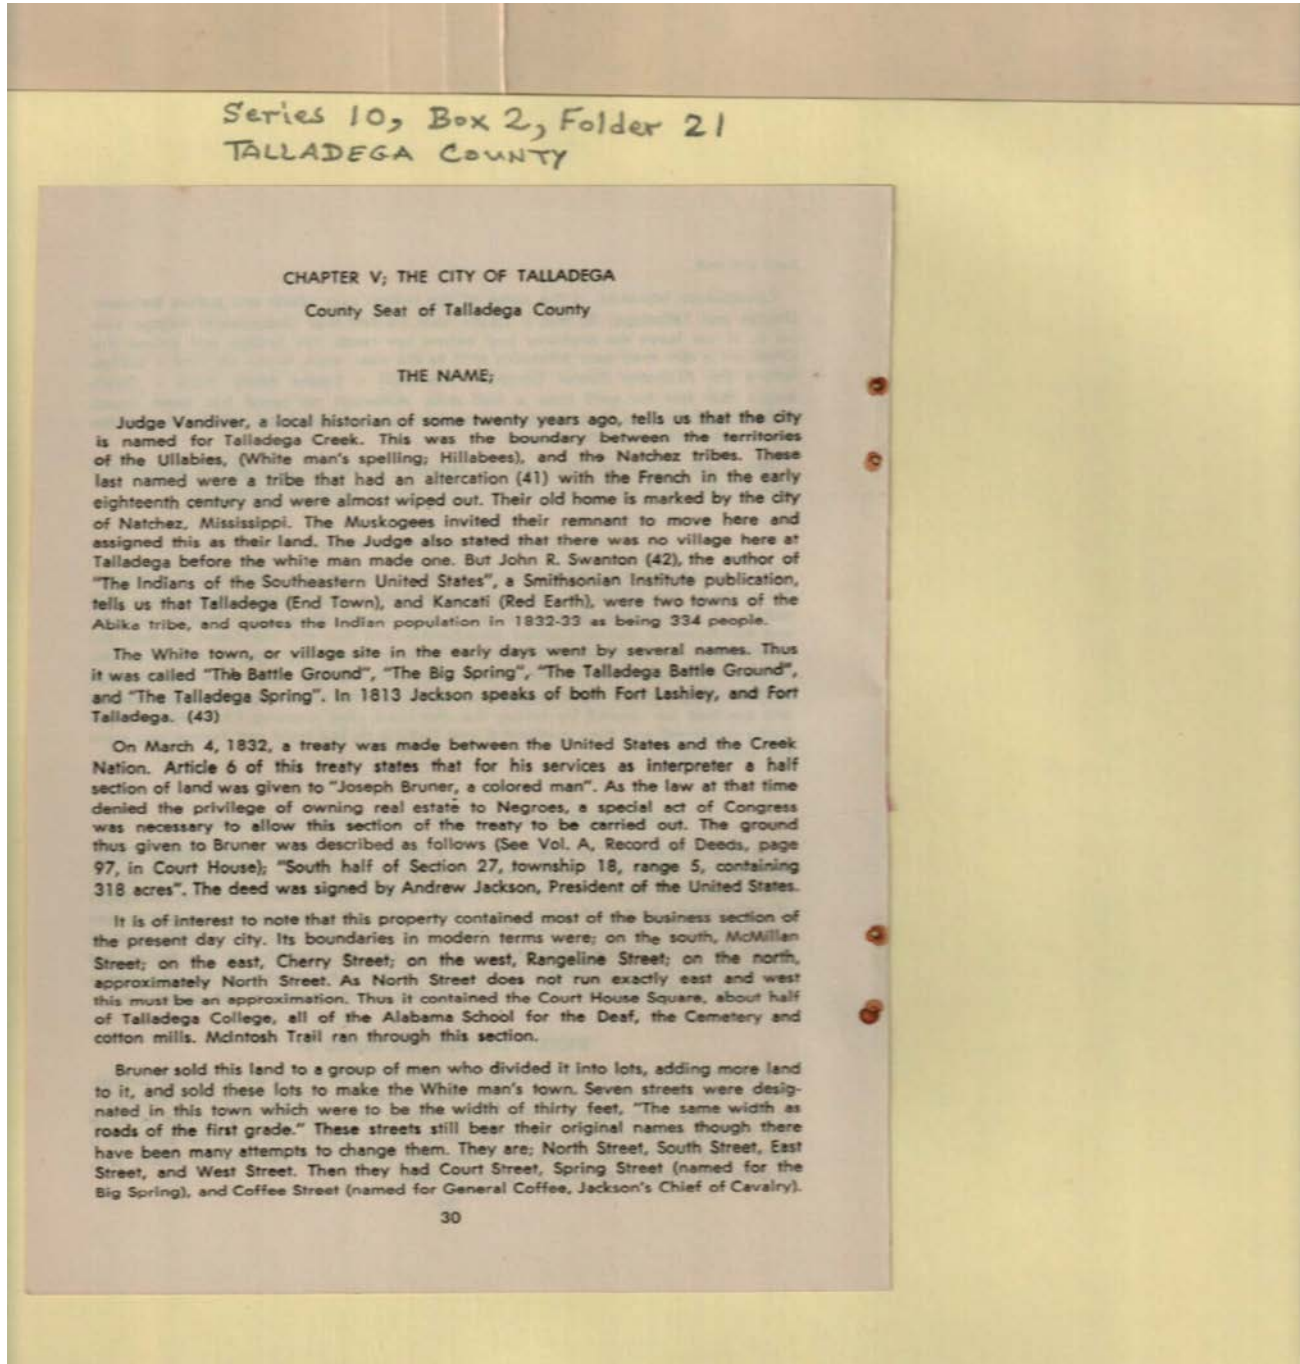 Series 10, Box 2, Folder 21
TALLADEGA COUNTY
CHAPTER V; THE CITY OF TALLADEGA
County Seat of Talladega County
THE NAME;
Judge Vandiver, a local historian of some twenty years ago, tells us that the city
is named for Talladega Creek. This was the boundary between the territories
of the Ullabies, (White man's spelling; Hillabees), and the Natchez tribes. These
last named were a tribe that had an altercation (41) with the French in the early
eighteenth century and were almost wiped out. Their old home is marked by the city
of Natchez, Mississippi. The Muskogees invited their remnant to move here and
assigned this as their land. The Judge also stated that there was no village here at
Talladega before the white man made one. But John R. Swanton (42), the author of
"The Indians of the Southeastern United States", a Smithsonian Institute publication,
tells us that Talladega (End Town), and Kancati (Red Earth), were two towns of the
Abika tribe, and quotes the Indian population in 1832-33 as being 334 people.
The White town, or village site in the early days went by several names. Thus
it was called "The Battle Ground", "The Big Spring", "The Talladega Battle Ground",
and "The Talladega Spring". In 1813 Jackson speaks of both Fort Lashley, and Fort
Talladega. (43)
On March 4, 1832, a treaty was made between the United States and the Creek
Nation. Article 6 of this treaty states that for his services as interpreter a half
section of land was given to "Joseph Bruner, a colored man". As the law at that time
denied the privilege of owning real estate to Negroes, a special act of Congress
was necessary to allow this section of the treaty to be carried out. The ground
thus given to Bruner was described as follows (See Vol. A, Record of Deeds, page
97, in Court House); "South half of Section 27, township 18, range 5, containing
318 acres". The deed was signed by Andrew Jackson, President of the United States.
It is of interest to note that this property contained most of the business section of
the present day city. Its boundaries in modern terms were; on the south, McMillan
Street; on the east, Cherry Street; on the west, Rangeline Street; on the north,
approximately North Street. As North Street does not run exactly east and west
this must be an approximation. Thus it contained the Court House Square, about half
of Talladega College, all of the Alabama School for the Deaf, the Cemetery and
cotton mills. McIntosh Trail ran through this section.
Bruner sold this land to a group of men who divided it into lots, adding more land
to it, and sold these lots to make the White man's town. Seven streets were desig-
nated in this town which were to be the width of thirty feet, "The same width as
roads of the first grade." These streets still bear their original names though there
have been many attempts to change them. They are; North Street, South Street, East
Street, and West Street. Then they had Court Street, Spring Street (named for the
Big Spring), and Coffee Street (named for General Coffee, Jackson's Chief of Cavalry).
30